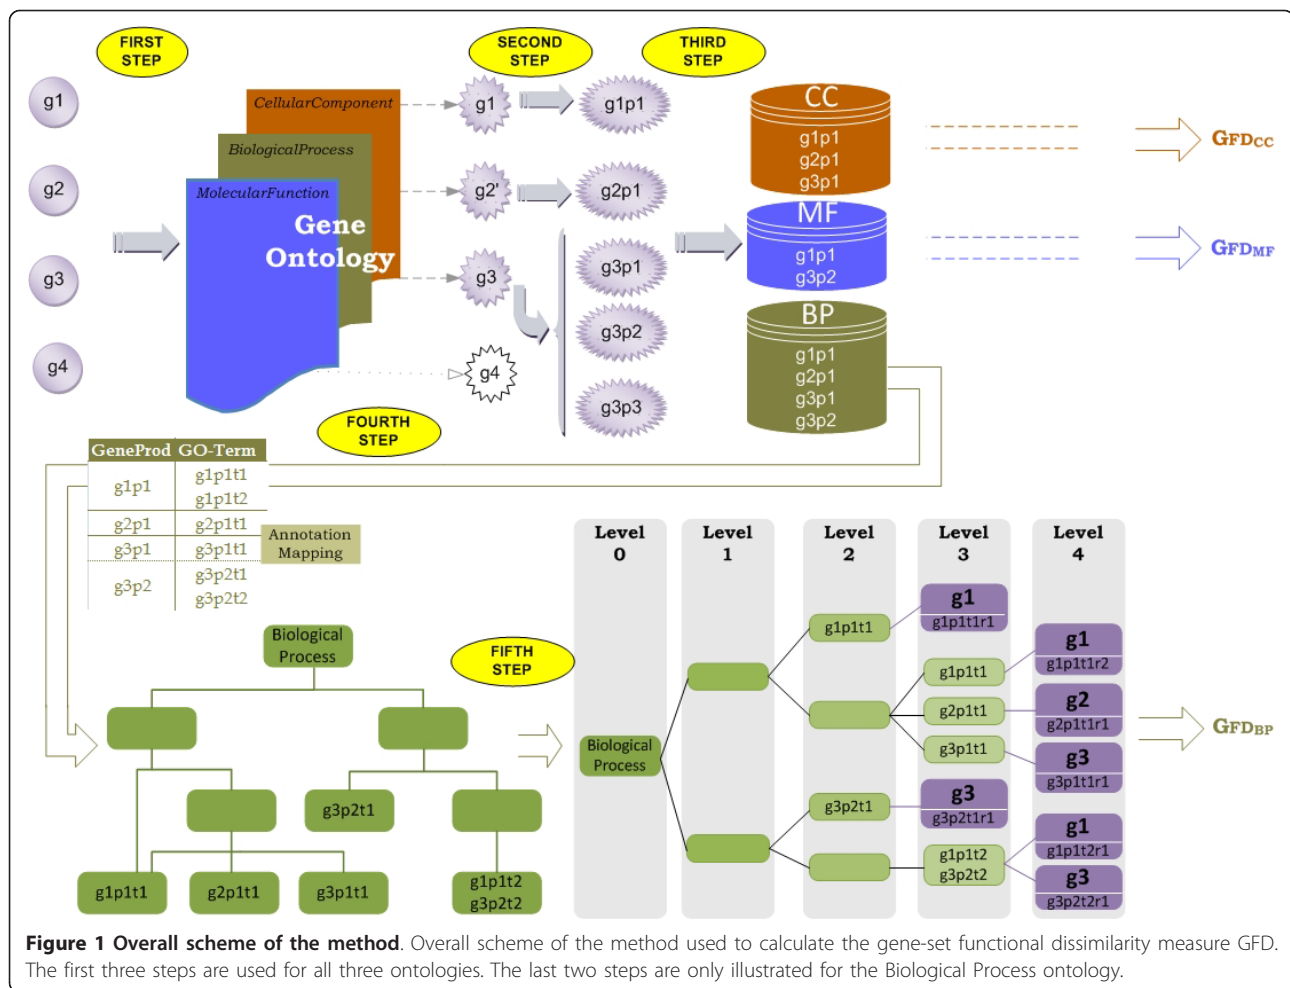 FIRST
STEP
SECOND
STEP
THIRD
STEP
g1
g2
g3
g4
CellularComponent
BiologicalProcess
MolecularFunction
Gene
Ontology
g1
g2'
g3
g4
g1p1
g2p1
g3p1
g3p2
g3p3
CC
g1p1
g2p1
g3p1
MF
g1p1
g3p2
BP
g1p1
g2p1
g3p1
g3p2
GFDCC
GFDMF
FOURTH
STEP
GeneProd GO-Term
g1p1 g1p1t1
g1p1t2
g2p1 g2p1t1
g3p1 g3p1t1
g3p2 g3p2t1
g3p2t2
Annotation
Mapping
Biological
Process
g3p2t1
g1p1t1
g2p1t1
g3p1t1
g1p1t2
g3p2t2
FIFTH
STEP
Level
0
Level
1
Level
2
Level
3
Level
4
Biological
Process
g1p1t1
g3p2t1
g1
g1p1t1r1
g1p1t1
g2p1t1
g3p1t1
g3
g3p2t1r1
g1p1t2
g3p2t2
g1
g1p1t1r2
g2
g2p1t1r1
g3
g3p1t1r1
g1
g1p1t2r1
g3
g3p2t2r1
GFDBP
Figure 1 Overall scheme of the method. Overall scheme of the method used to calculate the gene-set functional dissimilarity measure GFD.
The first three steps are used for all three ontologies. The last two steps are only illustrated for the Biological Process ontology.